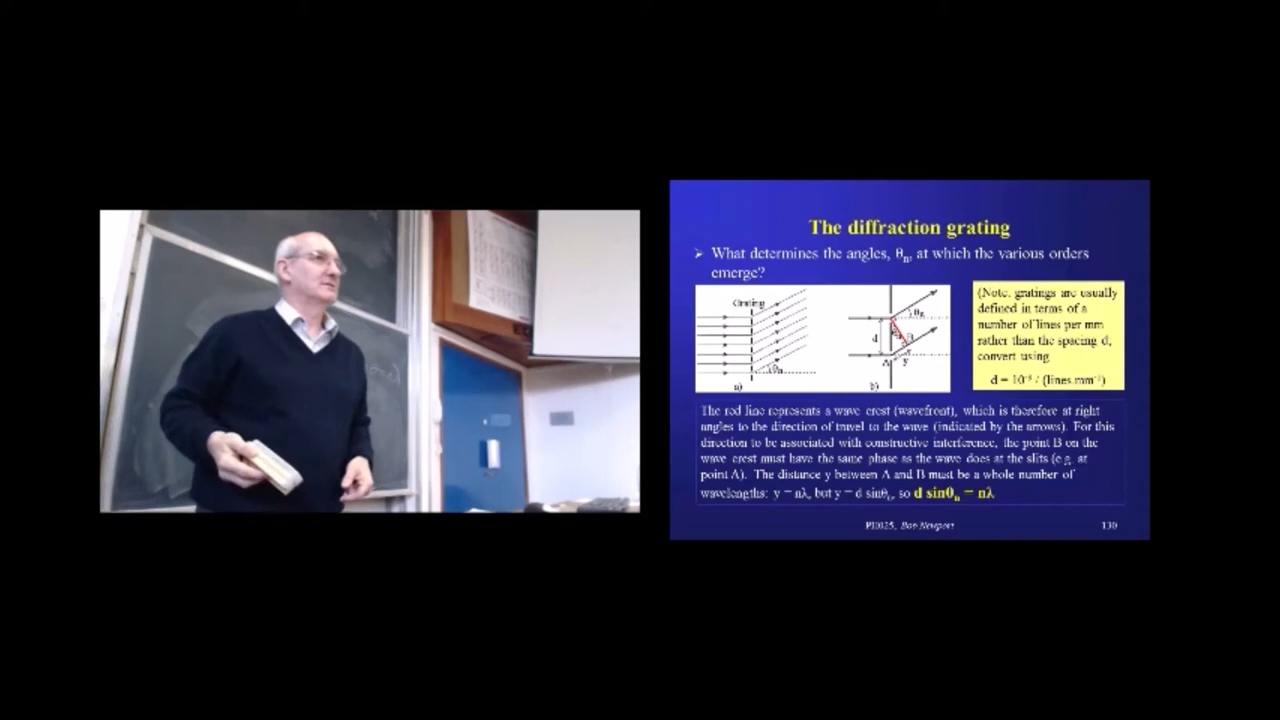 The diffraction grating
➢ What determines the angles, θn, at which the various orders
emerge?
Grating
θn
a)
d
θn
A
B
y
b)
(Note: gratings are usually
defined in terms of a
number of lines per mm
rather than the spacing d;
convert using
d = 10⁻³ / (lines.mm⁻¹)
The red line represents a wave crest (wavefront), which is therefore at right
angles to the direction of travel to the wave (indicated by the arrows). For this
direction to be associated with constructive interference, the point B on the
wave crest must have the same phase as the wave does at the slits (e.g. at
point A). The distance y between A and B must be a whole number of
wavelengths: y = nλ, but y = d sinθn, so d sinθn = nλ
PH025, Bob Newport
130